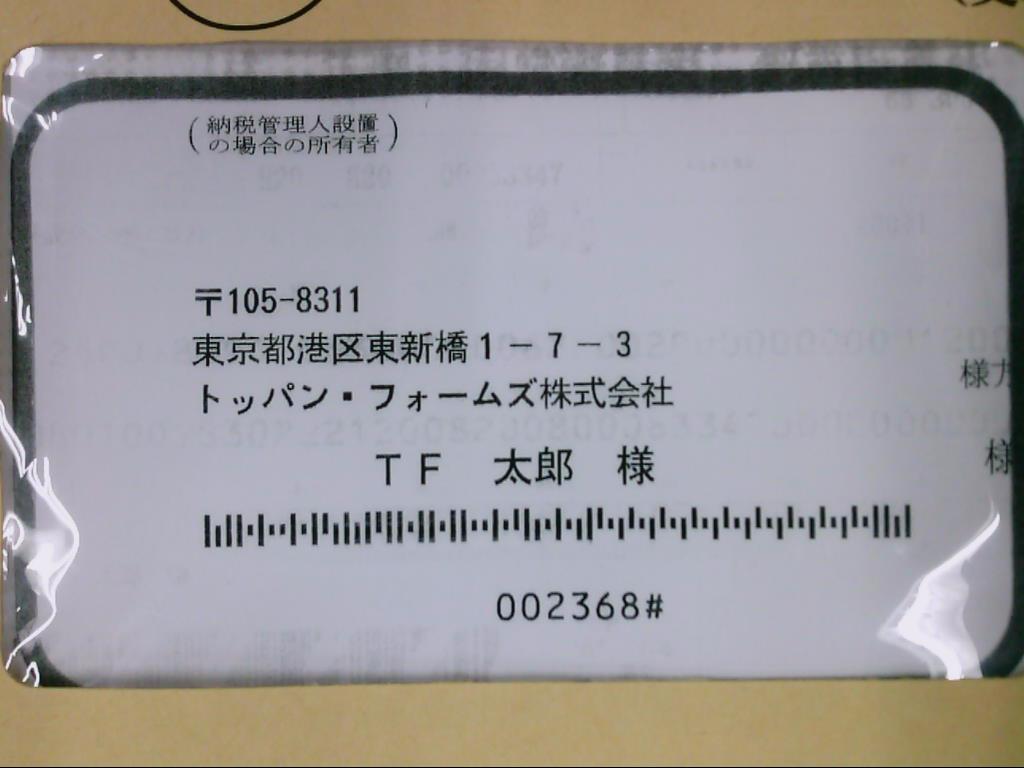 (納税管理人設置
の場合の所有者)
〒105-8311
東京都港区東新橋1-7-3
トッパン・フォームズ株式会社
様方
TF 太郎 様
様
002368#